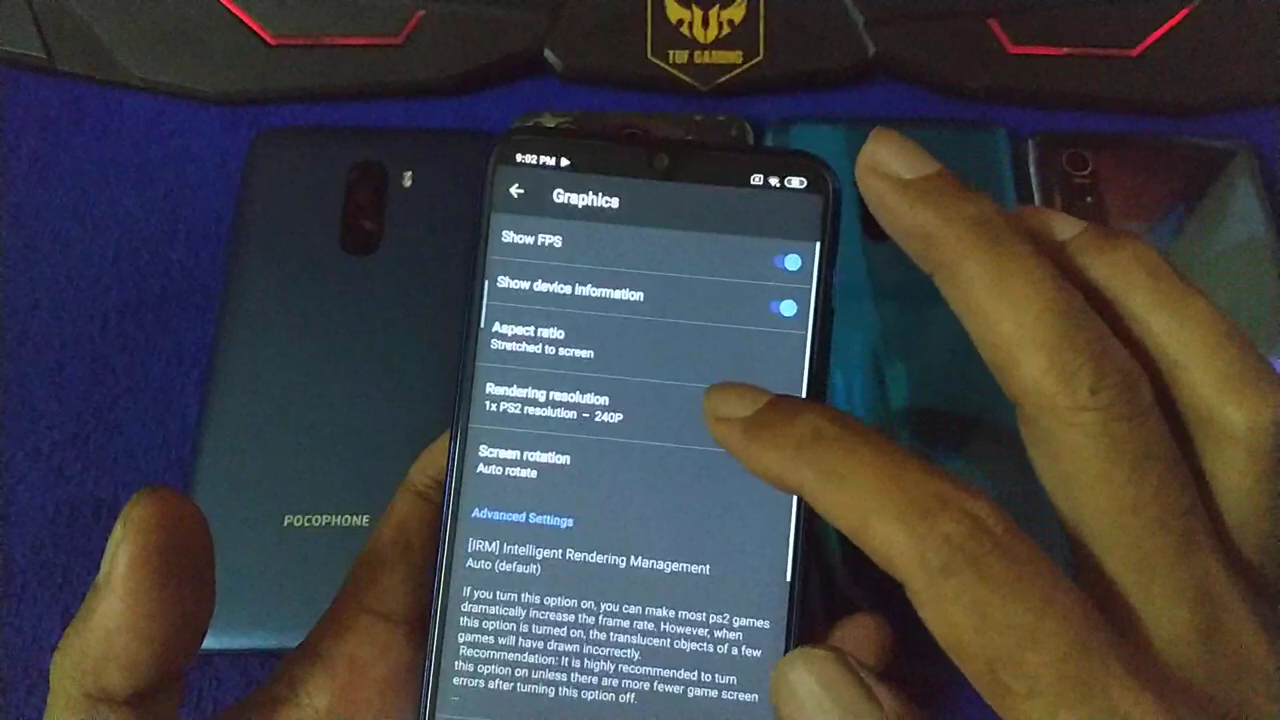 TUF GAMING
9:02 PM
Graphics
Show FPS
Show device information
Aspect ratio
Stretched to screen
Rendering resolution
1x PS2 resolution – 240P
Screen rotation
Auto rotate
Advanced Settings
[IRM] Intelligent Rendering Management
Auto (default)
If you turn this option on, you can make most ps2 games
dramatically increase the frame rate. However, when
this option is turned on, the translucent objects of a few
games will have drawn incorrectly.
Recommendation: It is highly recommended to turn
this option on unless there are more fewer game screen
errors after turning this option off.
...
POCOPHONE